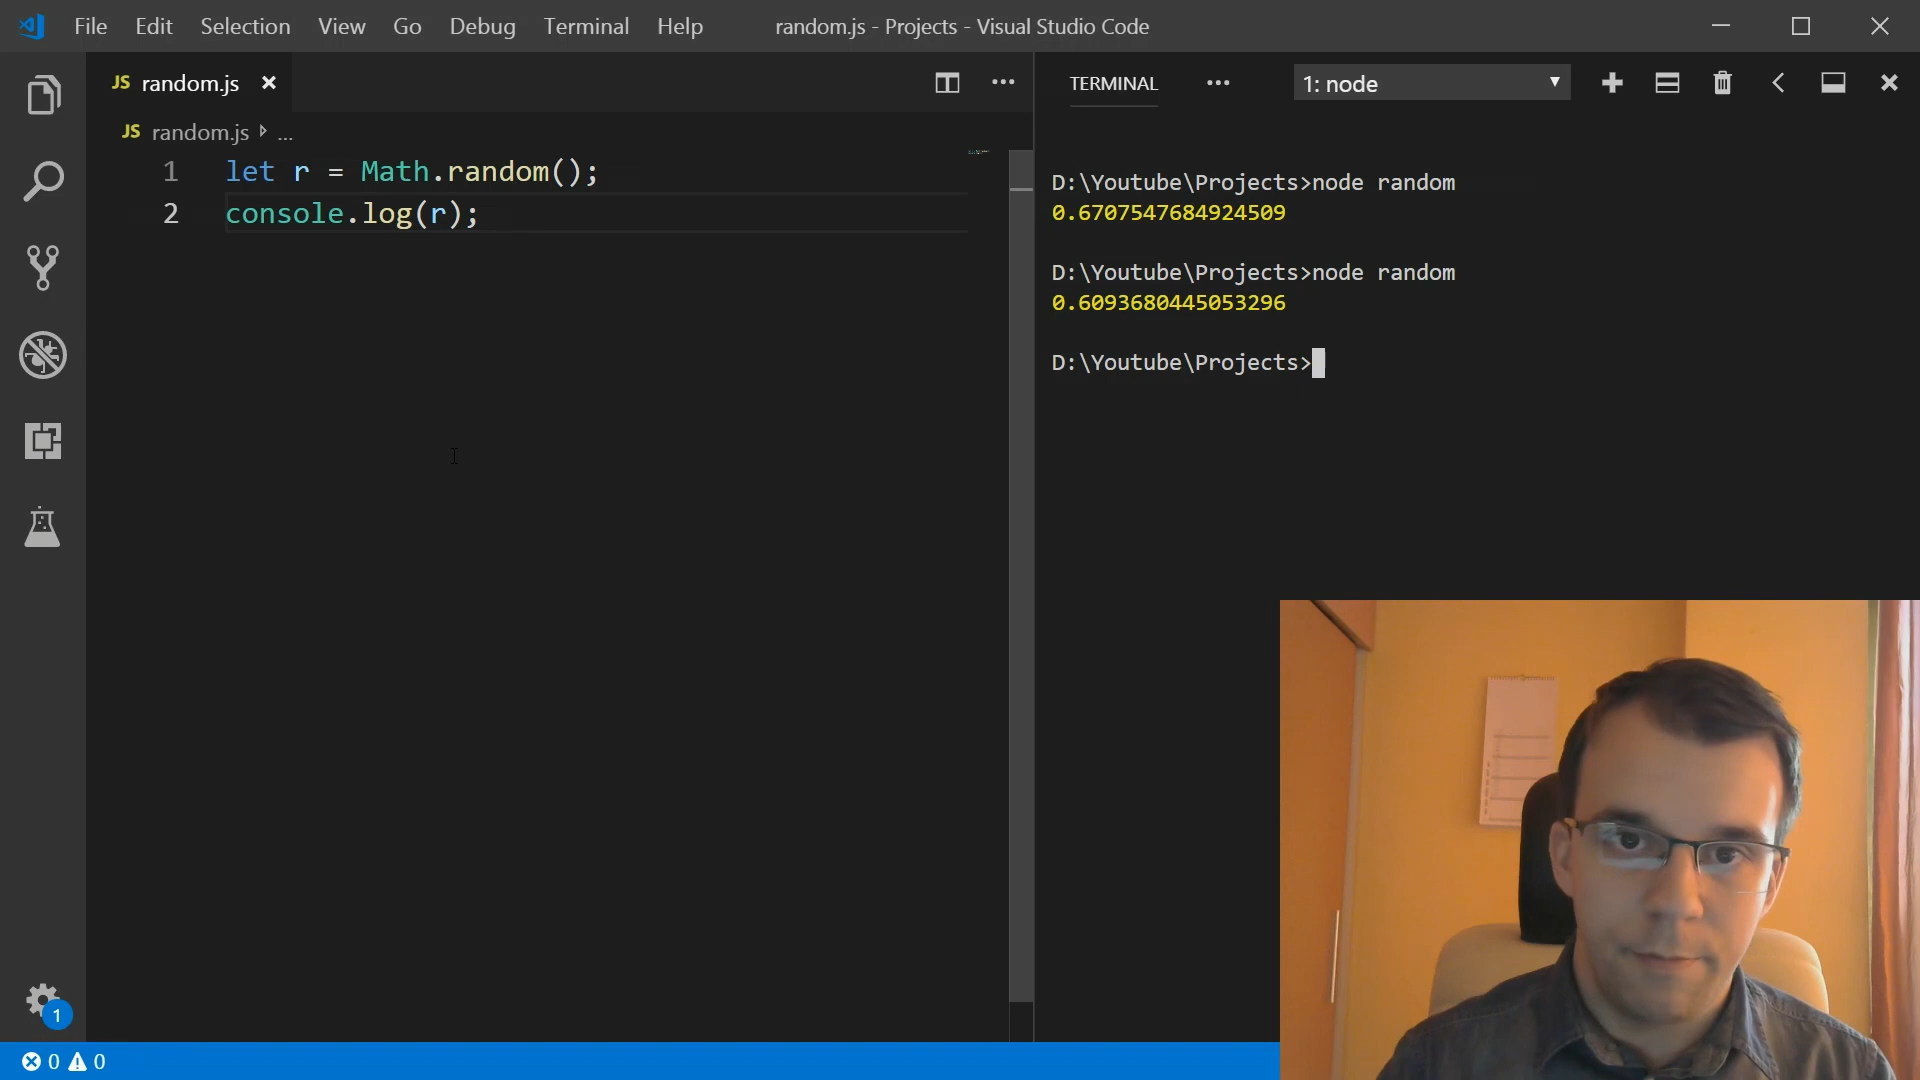 File Edit Selection View Go Debug Terminal Help random.js - Projects - Visual Studio Code
JS random.js
JS random.js ...
1 let r = Math.random();
2 console.log(r);
TERMINAL ... 1: node
D:\Youtube\Projects>node random
0.6707547684924509
D:\Youtube\Projects>node random
0.6093680445053296
D:\Youtube\Projects>
1
0 0